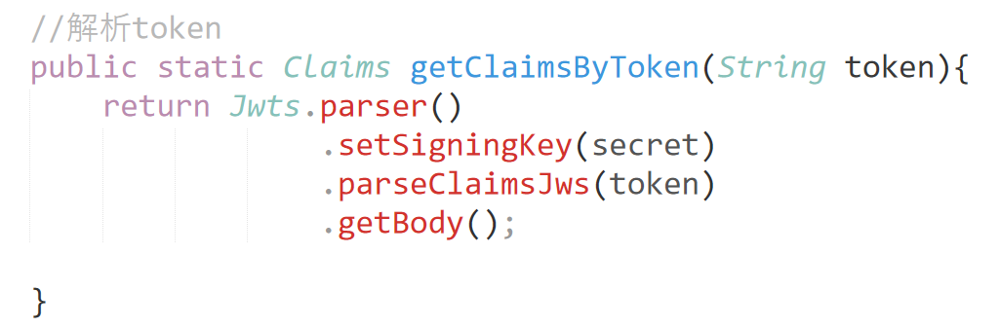 //解析token
public static Claims getClaimsByToken(String token){
return Jwts.parser()
.setSigningKey(secret)
.parseClaimsJws(token)
.getBody();
}